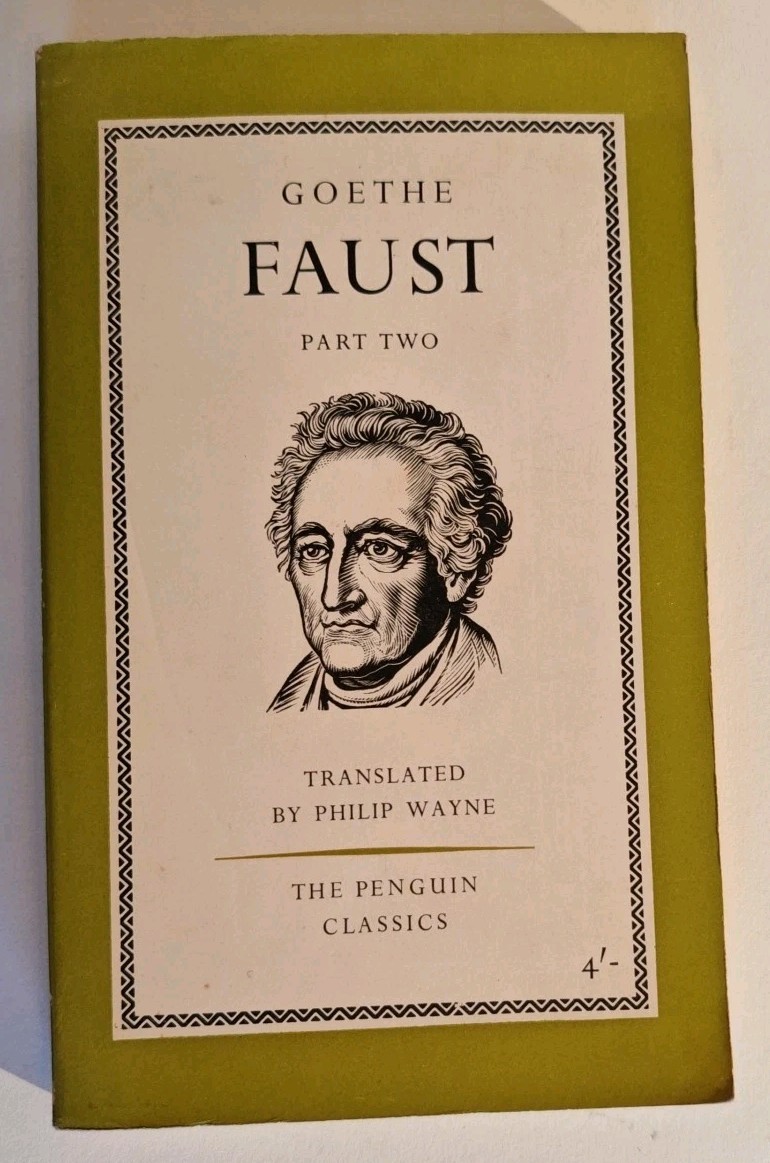 GOETHE
FAUST
PART TWO
TRANSLATED
BY PHILIP WAYNE
THE PENGUIN
CLASSICS
4'-